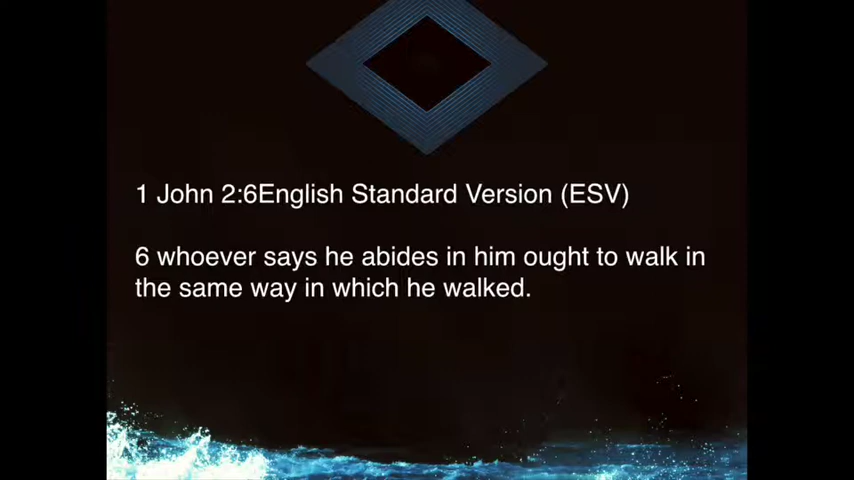 1 John 2:6English Standard Version (ESV)
6 whoever says he abides in him ought to walk in
the same way in which he walked.